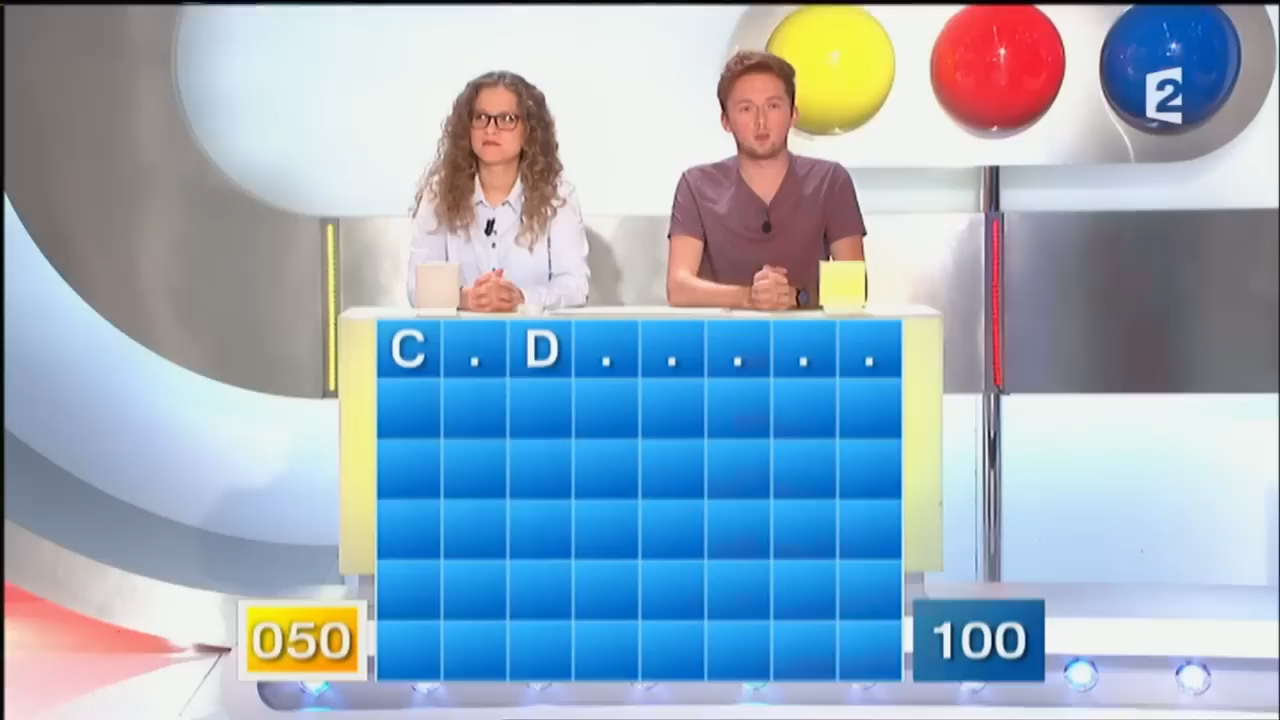 2
C . D . . . . .
050
100